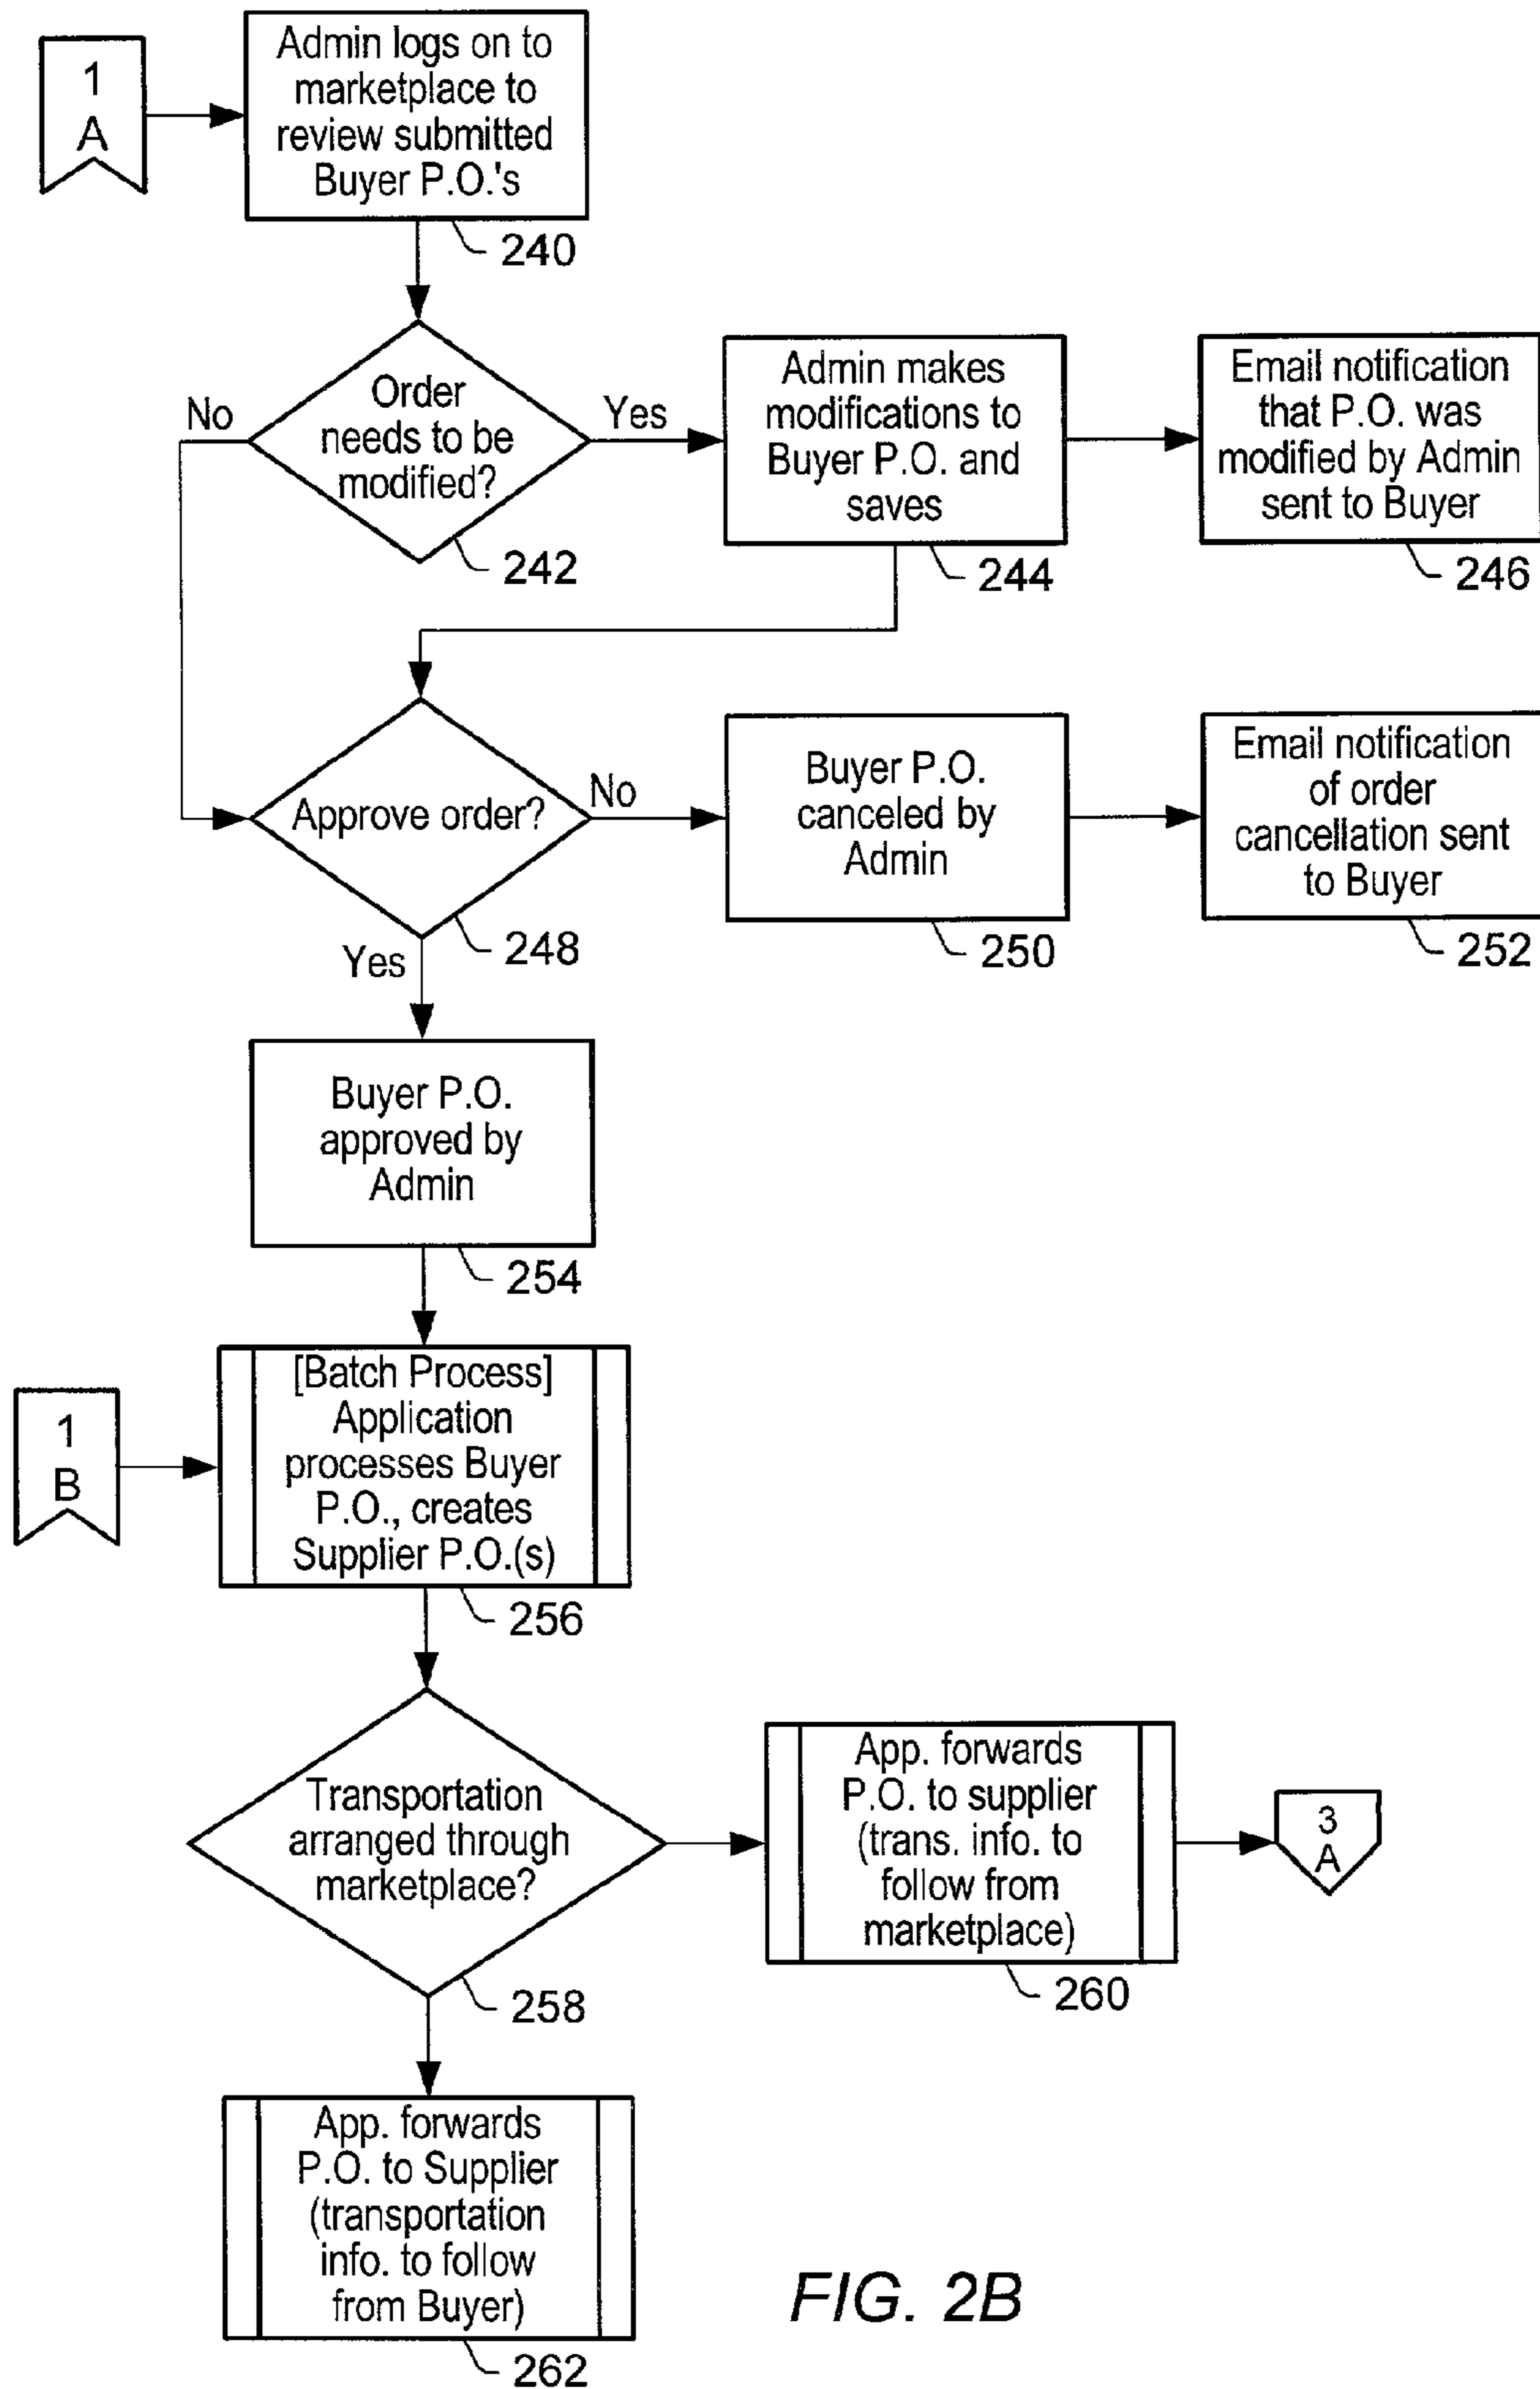 1
A
Admin logs on to
marketplace to
review submitted
Buyer P.O.'s
240
Order
needs to be
modified?
No
Yes
242
Admin makes
modifications to
Buyer P.O. and
saves
244
Email notification
that P.O. was
modified by Admin
sent to Buyer
246
Approve order?
No
Yes
248
Buyer P.O.
canceled by
Admin
250
Email notification
of order
cancellation sent
to Buyer
252
Buyer P.O.
approved by
Admin
254
1
B
[Batch Process]
Application
processes Buyer
P.O., creates
Supplier P.O.(s)
256
Transportation
arranged through
marketplace?
258
App. forwards
P.O. to supplier
(trans. info. to
follow from
marketplace)
260
3
A
App. forwards
P.O. to Supplier
(transportation
info. to follow
from Buyer)
262
FIG. 2B